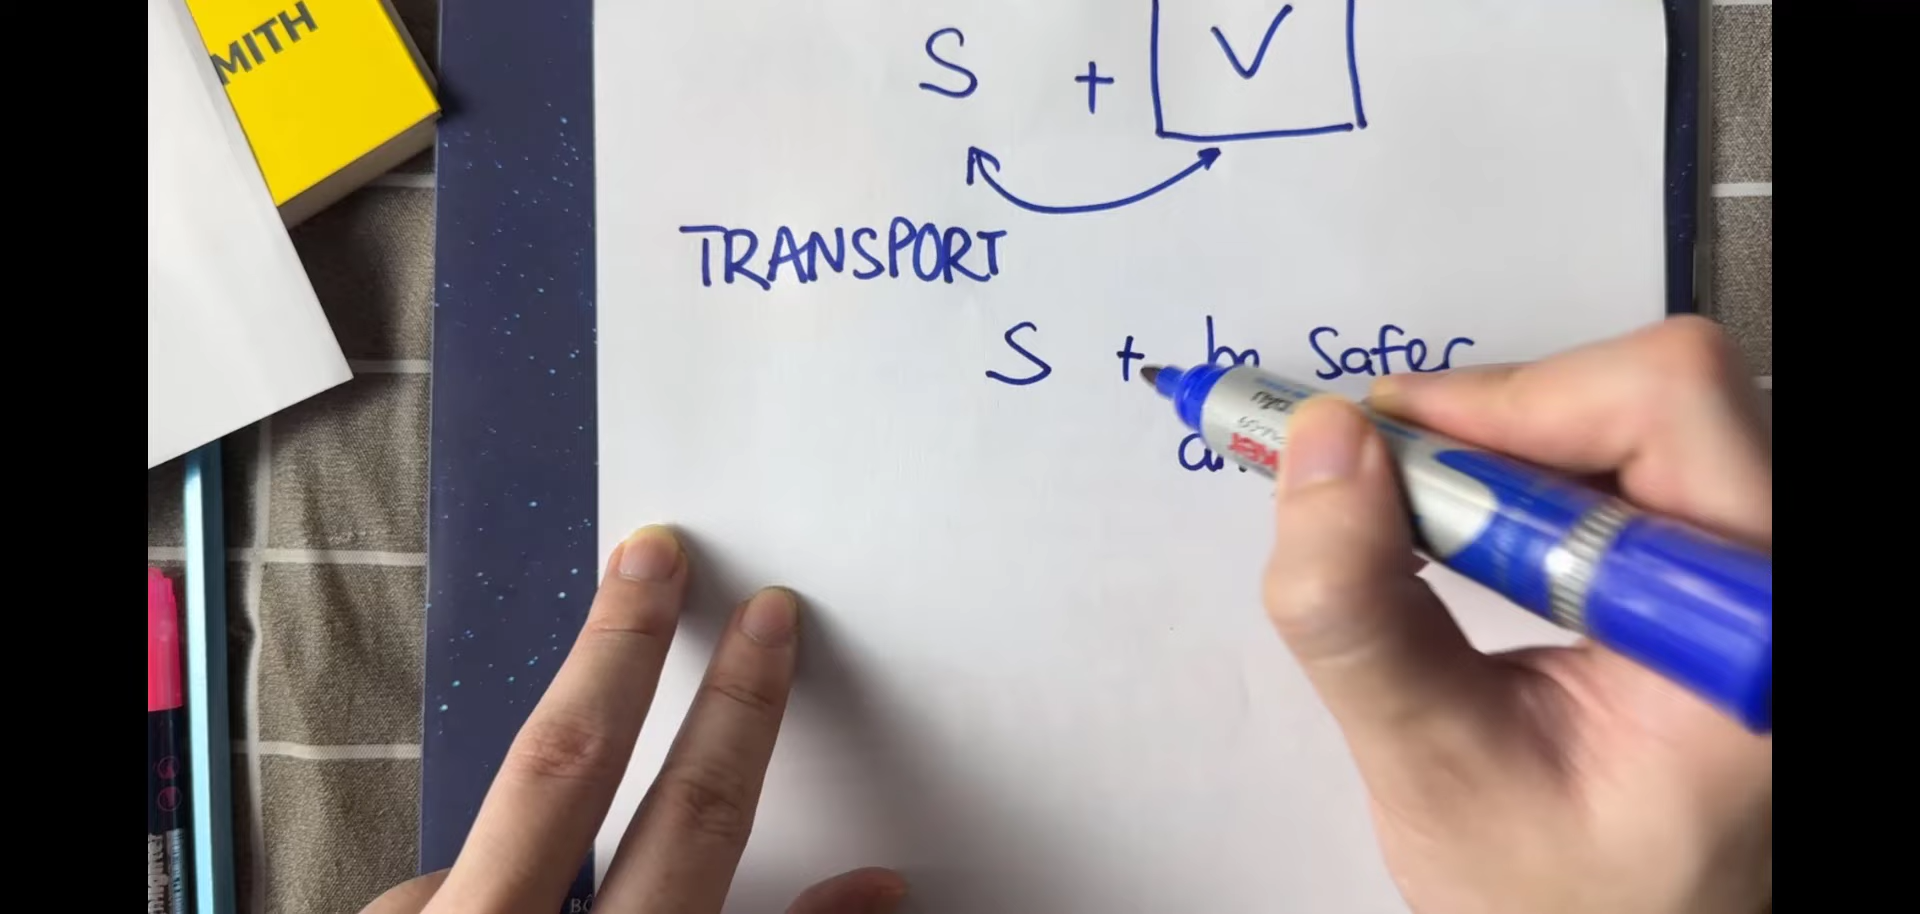 MITH
S + V
TRANSPORT
S + be safer